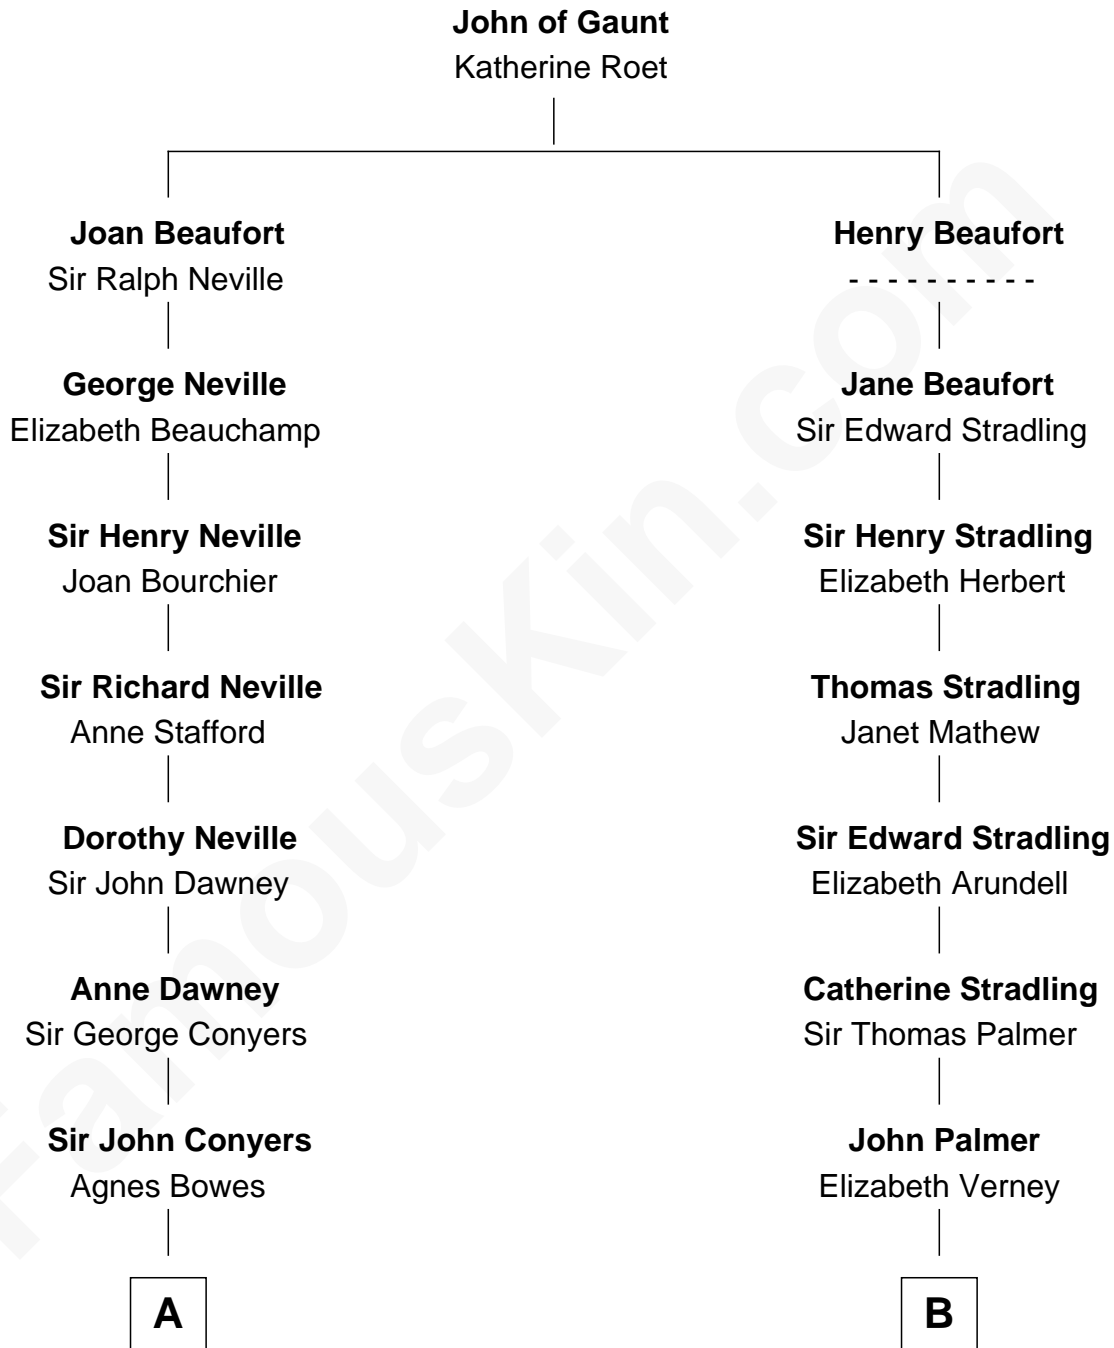 John of Gaunt
Katherine Roet
Joan Beaufort
Sir Ralph Neville
George Neville
Elizabeth Beauchamp
Sir Henry Neville
Joan Bourchier
Sir Richard Neville
Anne Stafford
Dorothy Neville
Sir John Dawney
Anne Dawney
Sir George Conyers
Sir John Conyers
Agnes Bowes
A
Henry Beaufort
- - - - - - - - - -
Jane Beaufort
Sir Edward Stradling
Sir Henry Stradling
Elizabeth Herbert
Thomas Stradling
Janet Mathew
Sir Edward Stradling
Elizabeth Arundell
Catherine Stradling
Sir Thomas Palmer
John Palmer
Elizabeth Verney
B
FamousKin.com